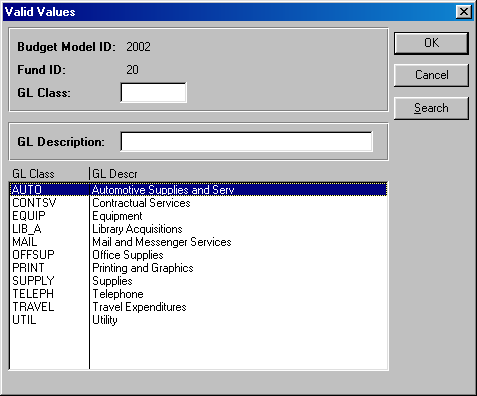 Valid Values
Budget Model ID: 2002
OK
Fund ID: 20
Cancel
GL Class:
Search
GL Description:
GL Class GL Descr
AUTO Automotive Supplies and Serv
CONTSV Contractual Services
EQUIP Equipment
LIB_A Library Acquisitions
MAIL Mail and Messenger Services
OFFSUP Office Supplies
PRINT Printing and Graphics
SUPPLY Supplies
TELEPH Telephone
TRAVEL Travel Expenditures
UTIL Utility